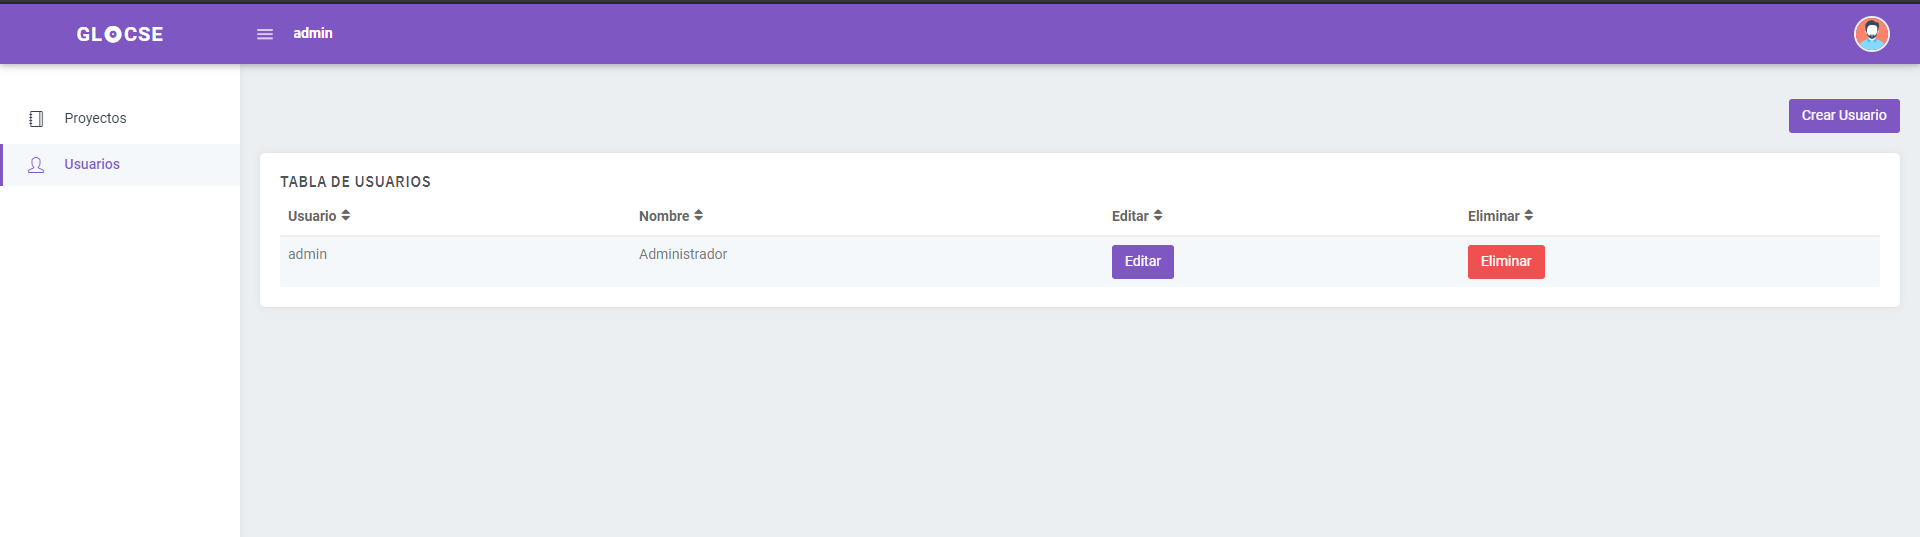 GLOCSE
admin
Proyectos
Usuarios
Crear Usuario
TABLA DE USUARIOS
Usuario Nombre Editar Eliminar
admin Administrador Editar Eliminar